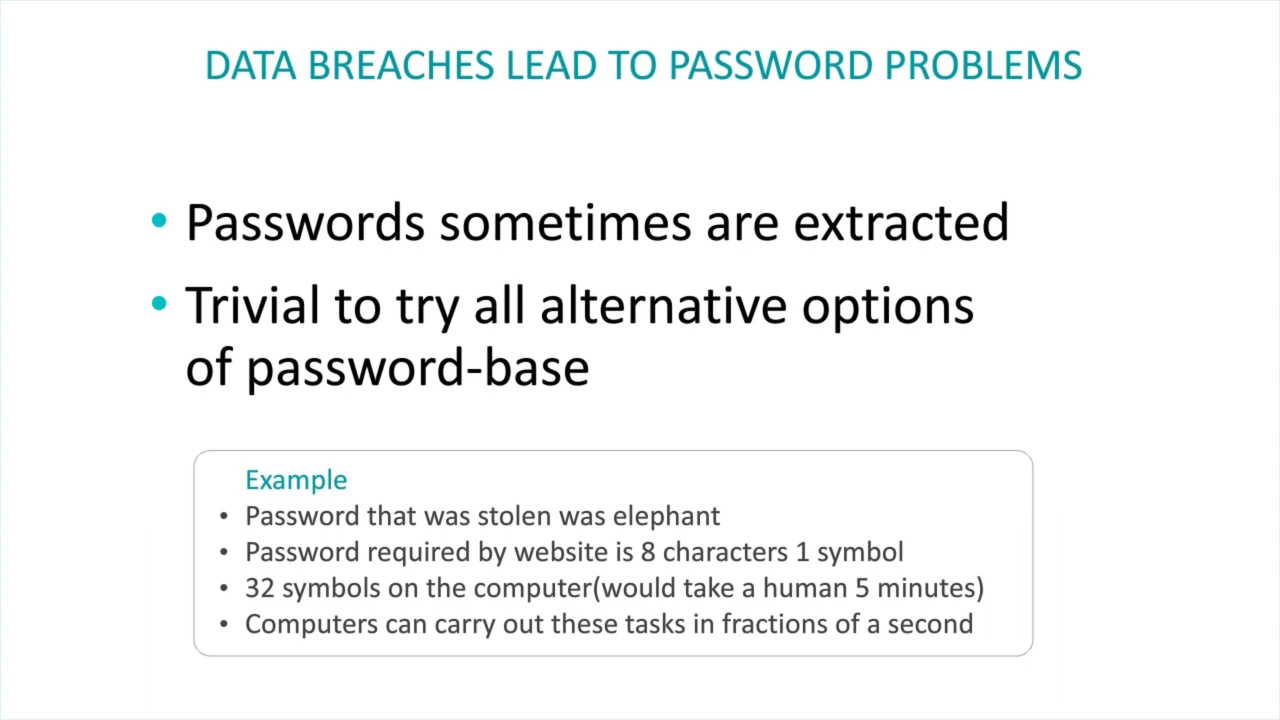 DATA BREACHES LEAD TO PASSWORD PROBLEMS
• Passwords sometimes are extracted
• Trivial to try all alternative options
of password-base
Example
• Password that was stolen was elephant
• Password required by website is 8 characters 1 symbol
• 32 symbols on the computer(would take a human 5 minutes)
• Computers can carry out these tasks in fractions of a second